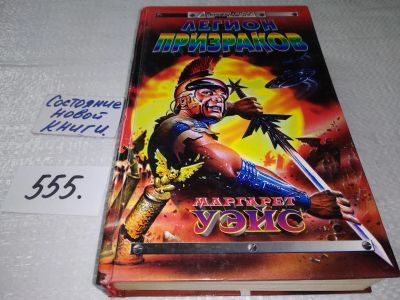 ЛЕГИОН
ПРИЗРАКОВ
Состояние
новой
книги.
555.
МАРГАРЕТ
УЭЙС